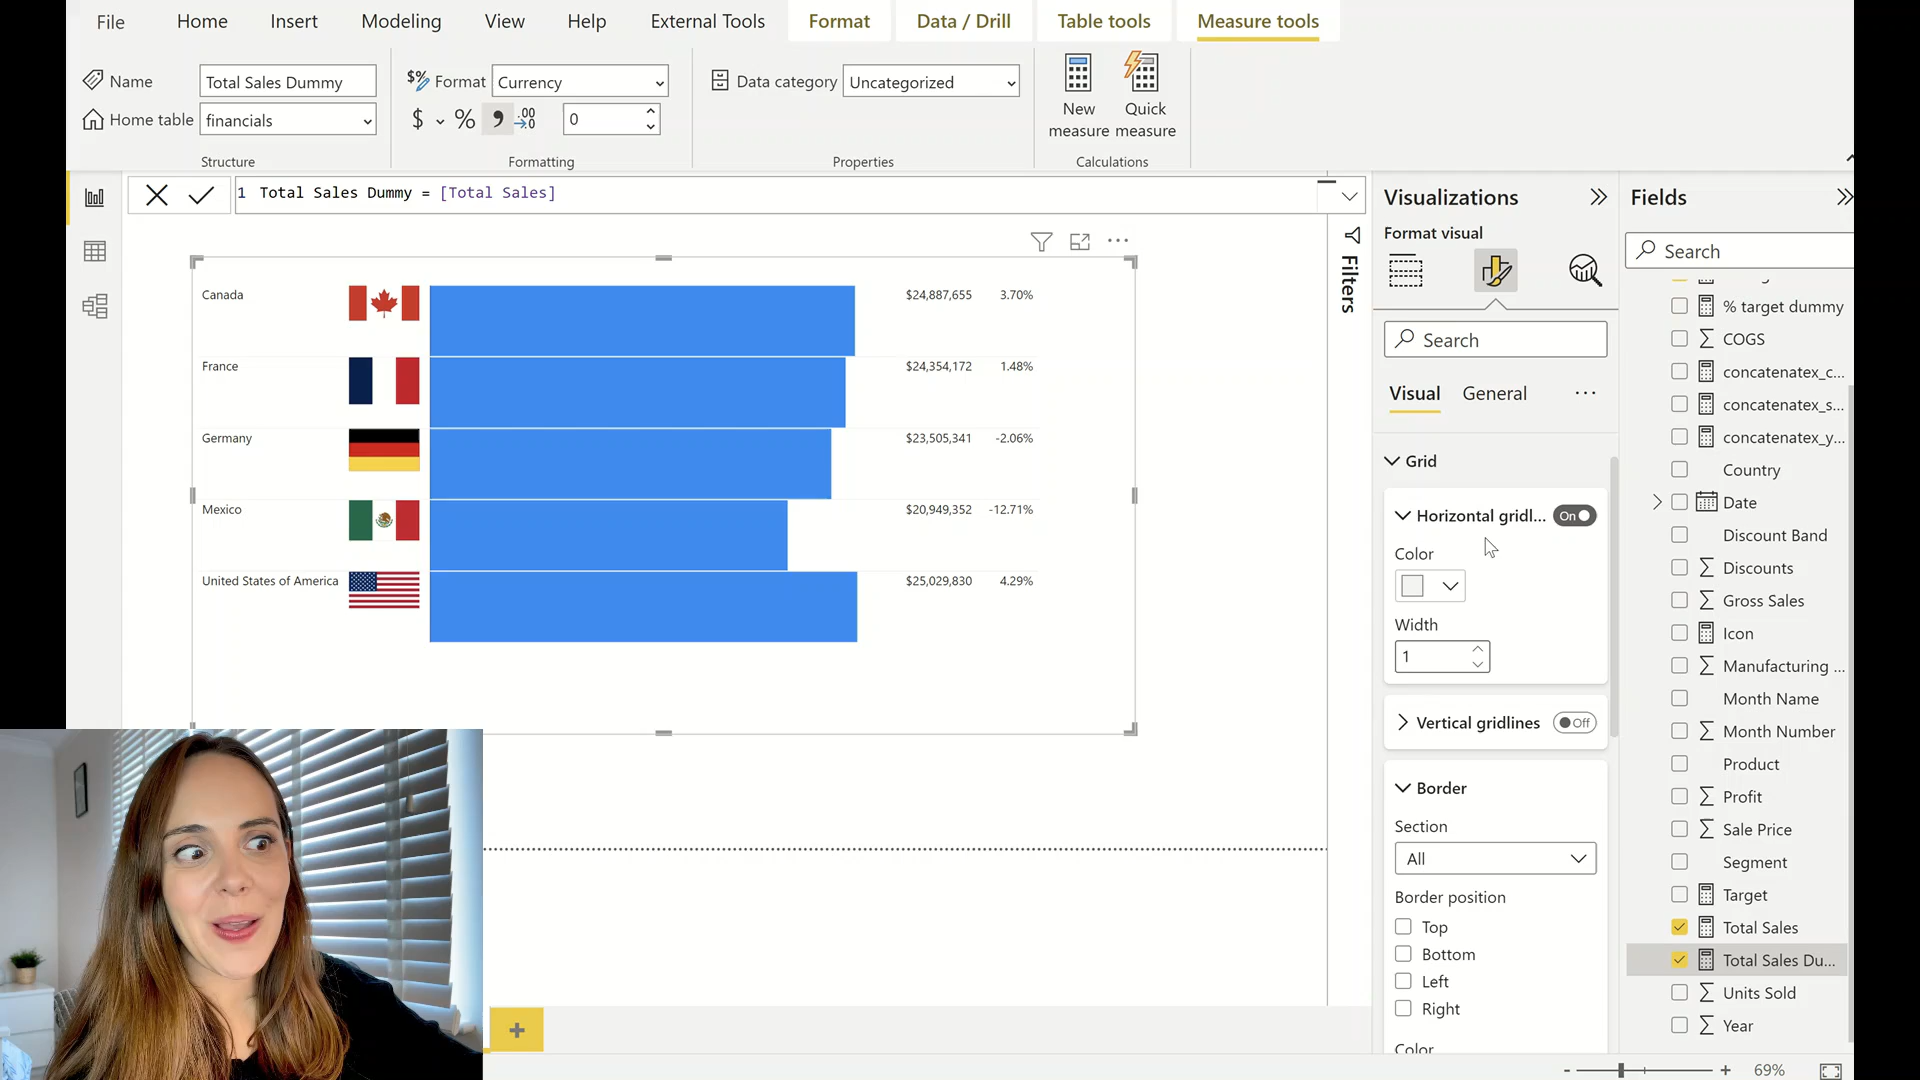 File Home Insert Modeling View Help External Tools Format Data / Drill Table tools Measure tools
Name Total Sales Dummy
Home table financials
Structure
$% Format Currency
$ % , .00 0
Formatting
Data category Uncategorized
Properties
New measure
Quick measure
Calculations
1 Total Sales Dummy = [Total Sales]
Canada $24,887,655 3.70%
France $24,354,172 1.48%
Germany $23,505,341 -2.06%
Mexico $20,949,352 -12.71%
United States of America $25,029,830 4.29%
Filters
Visualizations
Format visual
Search
Visual General
Grid
Horizontal gridl... On
Color
Width
1
Vertical gridlines Off
Border
Section
All
Border position
Top
Bottom
Left
Right
Color
Fields
Search
% target dummy
COGS
concatenatex_c...
concatenatex_s...
concatenatex_y...
Country
Date
Discount Band
Discounts
Gross Sales
Icon
Manufacturing ...
Month Name
Month Number
Product
Profit
Sale Price
Segment
Target
Total Sales
Total Sales Du...
Units Sold
Year
- + 69%